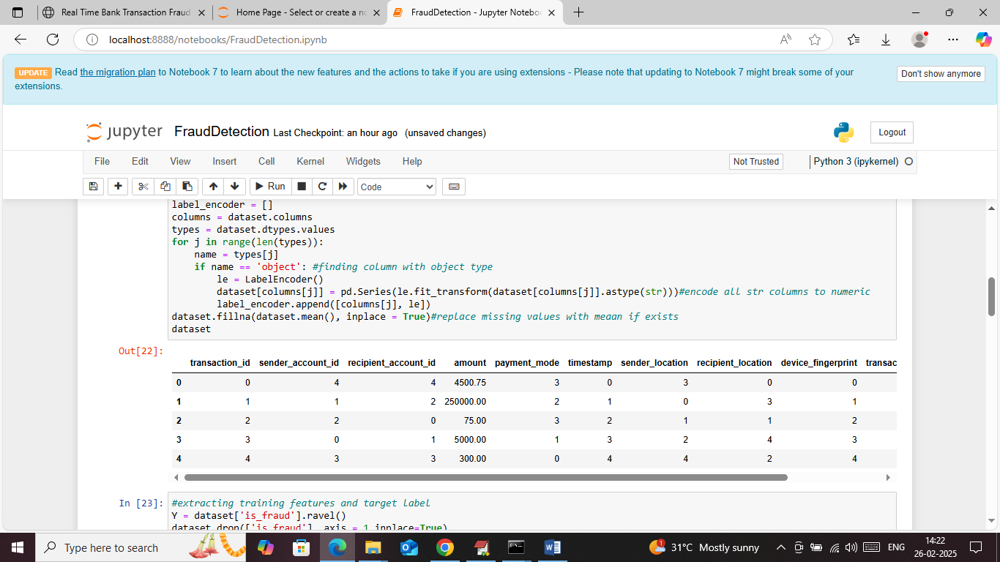 Real Time Bank Transaction Fraud
Home Page - Select or create a n
FraudDetection - Jupyter Notebo
localhost:8888/notebooks/FraudDetection.ipynb
UPDATE Read the migration plan to Notebook 7 to learn about the new features and the actions to take if you are using extensions - Please note that updating to Notebook 7 might break some of your
extensions.
Don't show anymore
jupyter FraudDetection Last Checkpoint: an hour ago (unsaved changes)
Logout
File Edit View Insert Cell Kernel Widgets Help
Not Trusted
Python 3 (ipykernel)
Run
Code
label_encoder = []
columns = dataset.columns
types = dataset.dtypes.values
for j in range(len(types)):
    name = types[j]
    if name == 'object': #finding column with object type
        le = LabelEncoder()
        dataset[columns[j]] = pd.Series(le.fit_transform(dataset[columns[j]].astype(str)))#encode all str columns to numeric
        label_encoder.append([columns[j], le])
dataset.fillna(dataset.mean(), inplace = True)#replace missing values with meaan if exists
dataset
Out[22]:
transaction_id sender_account_id recipient_account_id amount payment_mode timestamp sender_location recipient_location device_fingerprint transac
0 0 4 4 4500.75 3 0 3 0 0
1 1 1 2 250000.00 2 1 0 3 1
2 2 2 0 75.00 3 2 1 1 2
3 3 0 1 5000.00 1 3 2 4 3
4 4 3 3 300.00 0 4 4 2 4
In [23]: #extracting training features and target label
Y = dataset['is_fraud'].ravel()
dataset.drop(['is_fraud'], axis = 1,inplace=True)
Type here to search
1
31°C Mostly sunny
ENG
14:22
26-02-2025